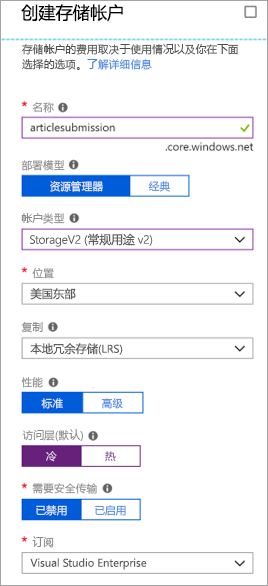 创建存储帐户
存储帐户的费用取决于使用情况以及你在下面
选择的选项。了解详细信息
* 名称
articlesubmission
.core.windows.net
部署模型
资源管理器 经典
帐户类型
StorageV2 (常规用途 v2)
* 位置
美国东部
复制
本地冗余存储(LRS)
性能
标准 高级
访问层(默认)
冷 热
* 需要安全传输
已禁用 已启用
* 订阅
Visual Studio Enterprise